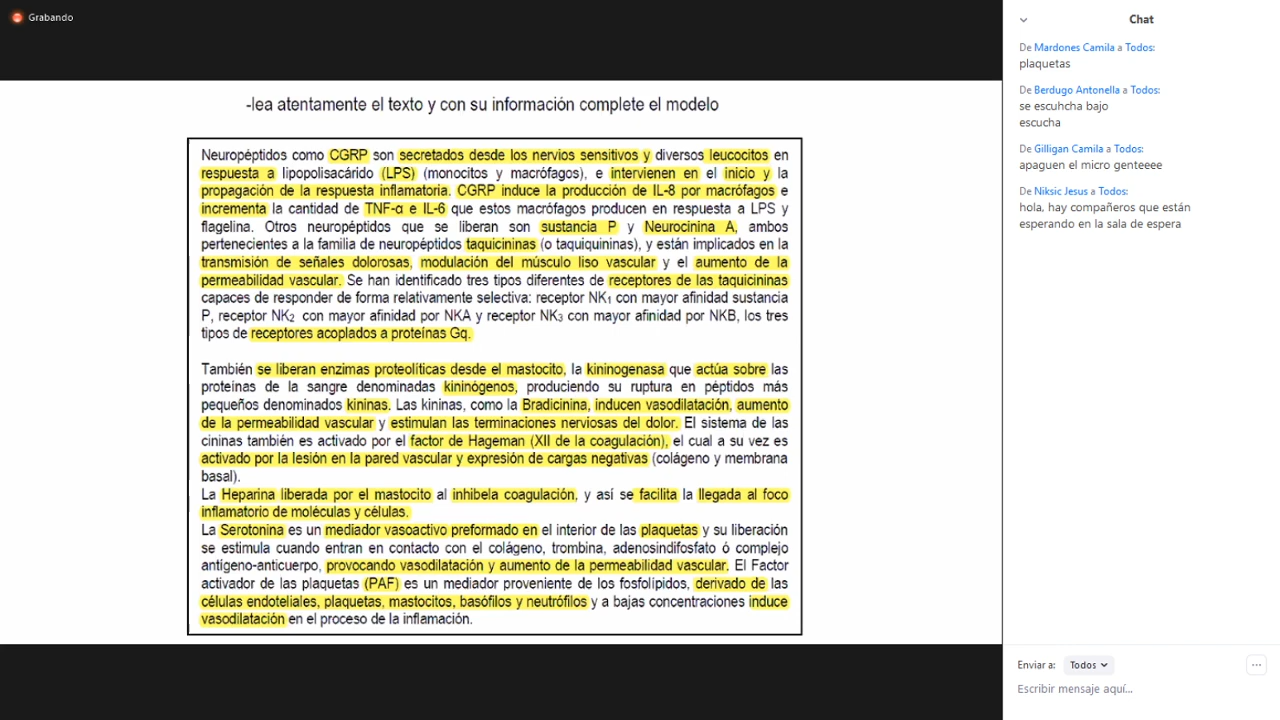 Grabando
-lea atentamente el texto y con su información complete el modelo
Neuropéptidos como CGRP son secretados desde los nervios sensitivos y diversos leucocitos en
respuesta a lipopolisacárido (LPS) (monocitos y macrófagos), e intervienen en el inicio y la
propagación de la respuesta inflamatoria. CGRP induce la producción de IL-8 por macrófagos e
incrementa la cantidad de TNF-α e IL-6 que estos macrófagos producen en respuesta a LPS y
flagelina. Otros neuropéptidos que se liberan son sustancia P y Neurocinina A, ambos
pertenecientes a la familia de neuropéptidos taquicininas (o taquiquininas), y están implicados en la
transmisión de señales dolorosas, modulación del músculo liso vascular y el aumento de la
permeabilidad vascular. Se han identificado tres tipos diferentes de receptores de las taquicininas
capaces de responder de forma relativamente selectiva: receptor NK₁ con mayor afinidad sustancia
P, receptor NK₂ con mayor afinidad por NKA y receptor NK₃ con mayor afinidad por NKB, los tres
tipos de receptores acoplados a proteínas Gq.
También se liberan enzimas proteolíticas desde el mastocito, la kininogenasa que actúa sobre las
proteínas de la sangre denominadas kininógenos, produciendo su ruptura en péptidos más
pequeños denominados kininas. Las kininas, como la Bradicinina, inducen vasodilatación, aumento
de la permeabilidad vascular y estimulan las terminaciones nerviosas del dolor. El sistema de las
cininas también es activado por el factor de Hageman (XII de la coagulación), el cual a su vez es
activado por la lesión en la pared vascular y expresión de cargas negativas (colágeno y membrana
basal).
La Heparina liberada por el mastocito al inhibela coagulación, y así se facilita la llegada al foco
inflamatorio de moléculas y células.
La Serotonina es un mediador vasoactivo preformado en el interior de las plaquetas y su liberación
se estimula cuando entran en contacto con el colágeno, trombina, adenosindifosfato ó complejo
antígeno-anticuerpo, provocando vasodilatación y aumento de la permeabilidad vascular. El Factor
activador de las plaquetas (PAF) es un mediador proveniente de los fosfolípidos, derivado de las
células endoteliales, plaquetas, mastocitos, basófilos y neutrófilos y a bajas concentraciones induce
vasodilatación en el proceso de la inflamación.
Chat
De Mardones Camila a Todos:
plaquetas
De Berdugo Antonella a Todos:
se escuhcha bajo
escucha
De Gilligan Camila a Todos:
apaguen el micro genteeee
De Niksic Jesus a Todos:
hola, hay compañeros que están
esperando en la sala de espera
Enviar a: Todos
Escribir mensaje aquí...